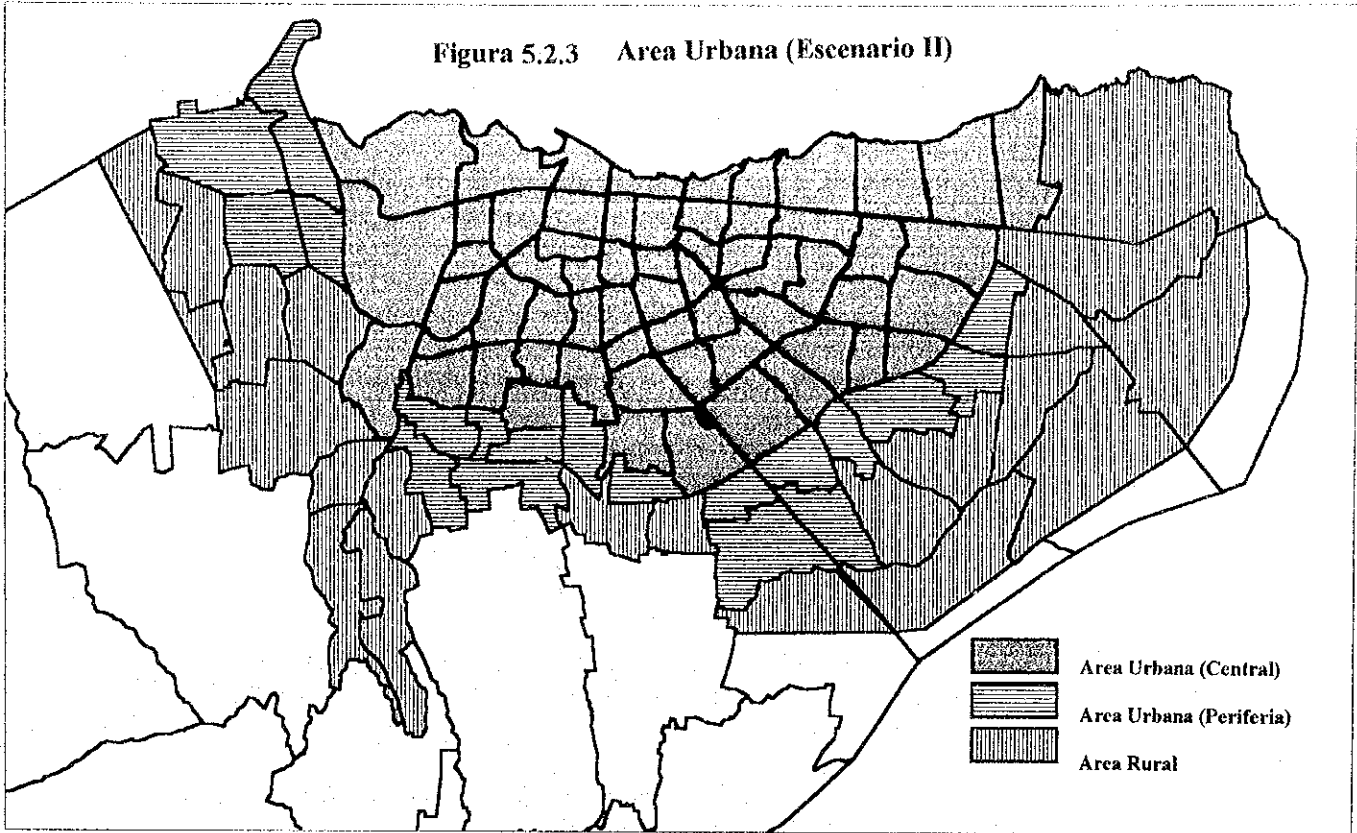 Figura 5.2.3 Area Urbana (Escenario II)
Area Urbana (Central)
Area Urbana (Periferia)
Area Rural